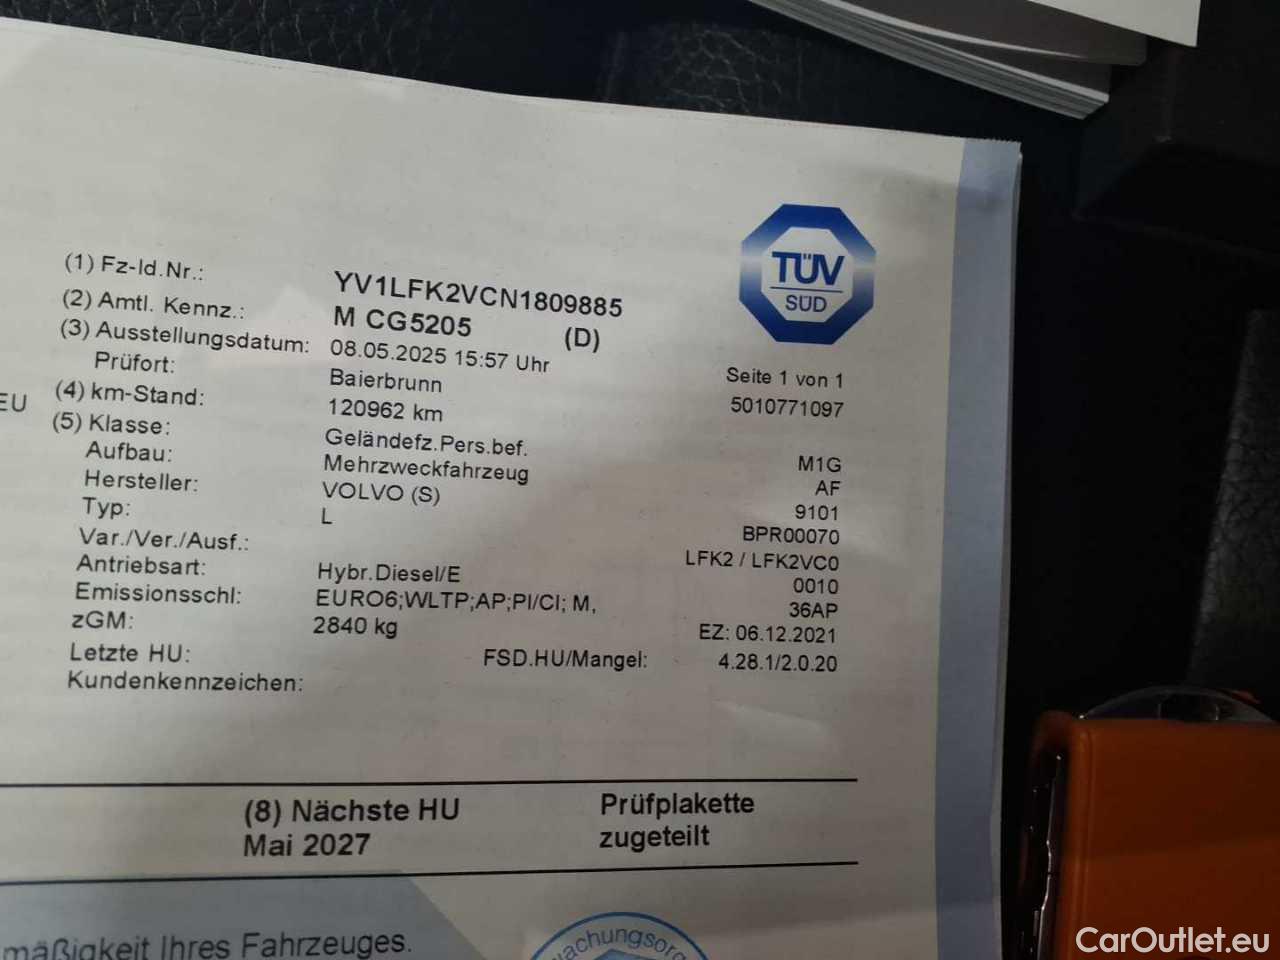 TÜV
SÜD
(1) Fz-Id.Nr.: YV1LFK2VCN1809885
(2) Amtl. Kennz.: M CG5205 (D)
(3) Ausstellungsdatum: 08.05.2025 15:57 Uhr
Prüfort: Baierbrunn Seite 1 von 1
(4) km-Stand: 120962 km 5010771097
EU
(5) Klasse: Geländefz.Pers.bef. M1G
Aufbau: Mehrzweckfahrzeug AF
Hersteller: VOLVO (S) 9101
Typ: L BPR00070
Var./Ver./Ausf.: LFK2 / LFK2VC0
Antriebsart: Hybr.Diesel/E 0010
Emissionsschl: EURO6;WLTP;AP;PI/CI; M, 36AP
zGM: 2840 kg EZ: 06.12.2021
Letzte HU: FSD.HU/Mangel: 4.28.1/2.0.20
Kundenkennzeichen:
(8) Nächste HU Prüfplakette
Mai 2027 zugeteilt
mäßigkeit Ihres Fahrzeuges.
wachungsorg
CarOutlet.eu